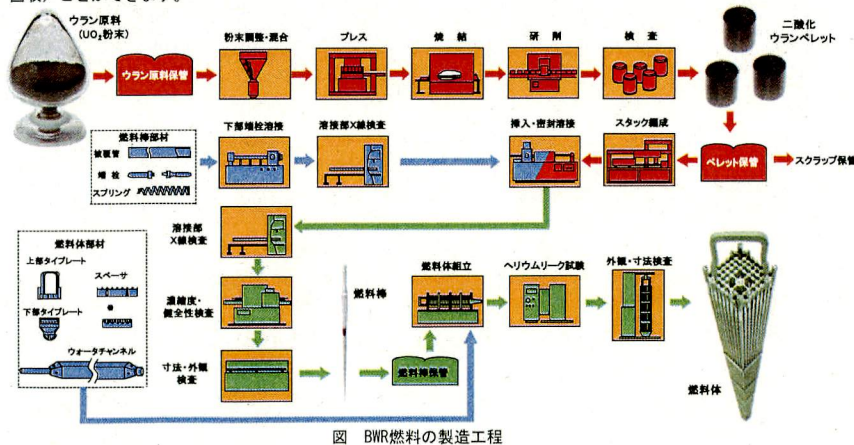 ウラン原料
(UO₂粉末)
ウラン原料保管
粉末調整・混合
プレス
焼結
研削
検査
二酸化
ウランペレット
燃料棒部材
被覆管
端栓
スプリング
下部端栓溶接
溶接部X線検査
挿入・密封溶接
スタック編成
ペレット保管
スクラップ保管
溶接部
X線検査
燃料体部材
上部タイプレート
スペーサ
下部タイプレート
ウォータチャンネル
濃縮度・
健全性検査
寸法・外観
検査
燃料棒
燃料棒保管
燃料体組立
ヘリウムリーク試験
外観・寸法検査
燃料体
図 BWR燃料の製造工程